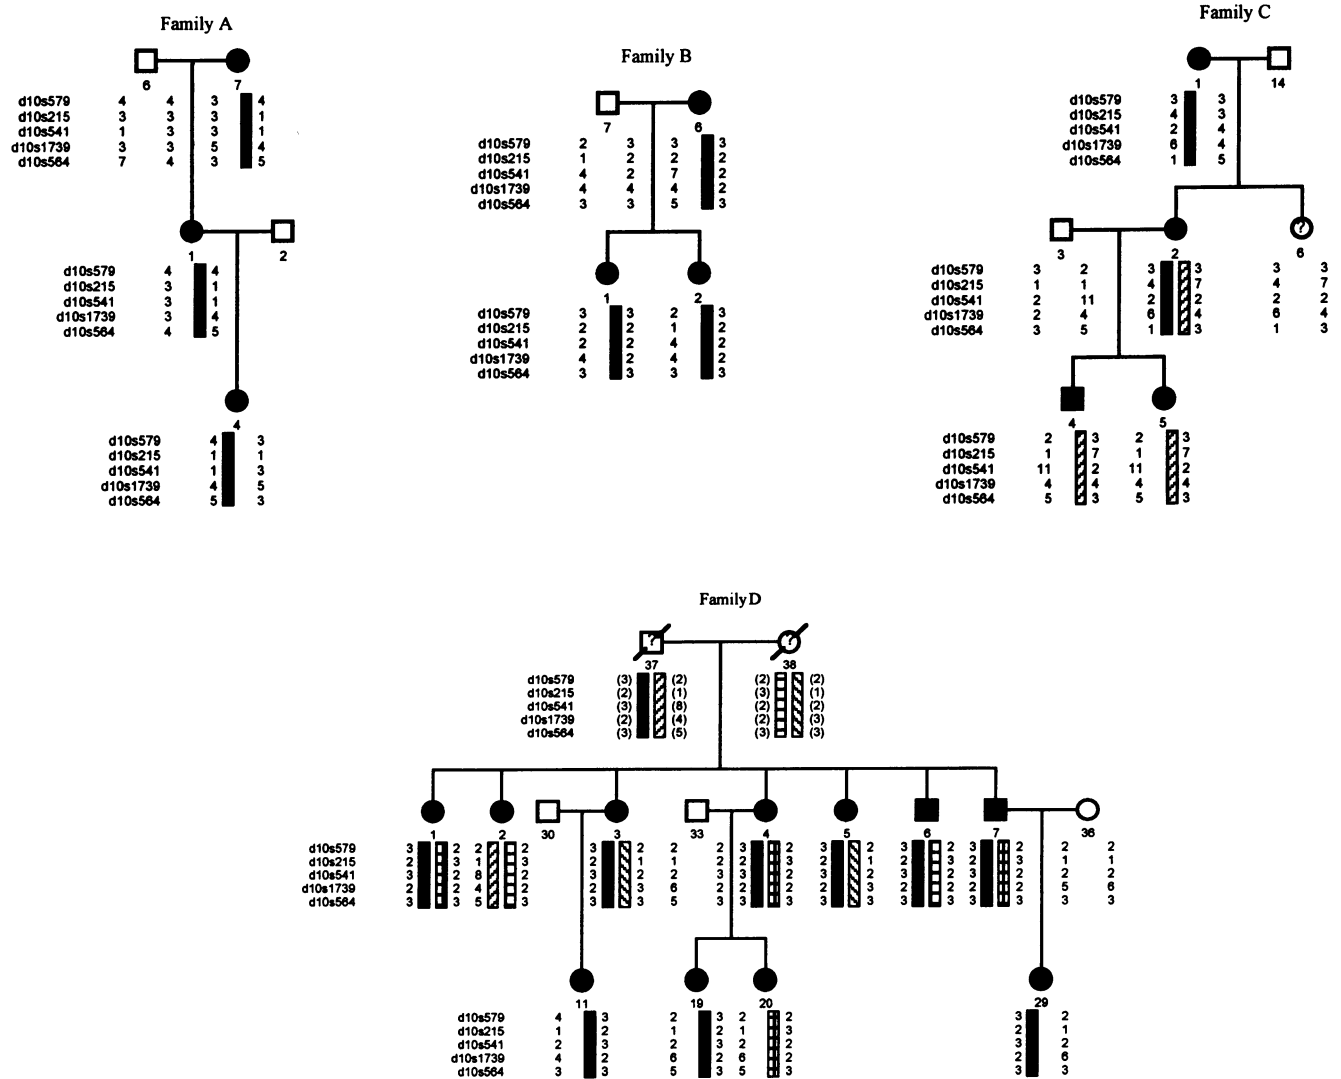 Family A
6 7
d10s579 4 4 3 4
d10s215 3 3 3 1
d10s541 1 3 3 1
d10s1739 3 3 5 4
d10s564 7 4 3 5
1 2
d10s579 4 4
d10s215 3 1
d10s541 3 1
d10s1739 3 4
d10s564 4 5
4
d10s579 4 3
d10s215 1 1
d10s541 1 3
d10s1739 4 5
d10s564 5 3
Family B
7 6
d10s579 2 3 3 3
d10s215 1 2 2 2
d10s541 4 2 7 2
d10s1739 4 4 4 2
d10s564 3 3 5 3
1 2
d10s579 3 3 2 3
d10s215 2 2 1 2
d10s541 2 2 4 2
d10s1739 4 2 4 2
d10s564 3 3 3 3
Family C
1 14
d10s579 3 3
d10s215 4 3
d10s541 2 4
d10s1739 6 4
d10s564 1 5
?
3 2 6
d10s579 3 2 3 3 3 3
d10s215 1 1 4 7 4 7
d10s541 2 11 2 2 2 2
d10s1739 2 4 6 4 6 4
d10s564 3 5 1 3 1 3
4 5
d10s579 2 3 2 3
d10s215 1 7 1 7
d10s541 11 2 11 2
d10s1739 4 4 4 4
d10s564 5 3 5 3
Family D
? ?
37 38
d10s579 (3) (2) (2) (2)
d10s215 (2) (1) (3) (1)
d10s541 (3) (8) (2) (2)
d10s1739 (2) (4) (2) (3)
d10s564 (3) (5) (3) (3)
1 2 30 3 33 4 5 6 7 36
d10s579 3 2 2 2 3 2 2 2 3 2 3 2 3 2 3 2 2 2
d10s215 2 3 1 3 2 1 1 2 2 3 2 1 2 3 2 3 1 1
d10s541 3 2 8 2 3 2 2 3 3 2 3 2 3 2 3 2 2 2
d10s1739 2 2 4 2 2 3 6 2 2 2 2 3 2 2 2 2 5 6
d10s564 3 3 5 3 3 3 5 3 3 3 3 3 3 3 3 3 3 3
11 19 20 29
d10s579 4 3 2 3 2 2 3 2
d10s215 1 2 1 2 1 3 2 1
d10s541 2 3 2 3 2 2 3 2
d10s1739 4 2 6 2 6 2 2 6
d10s564 3 3 5 3 5 3 3 3